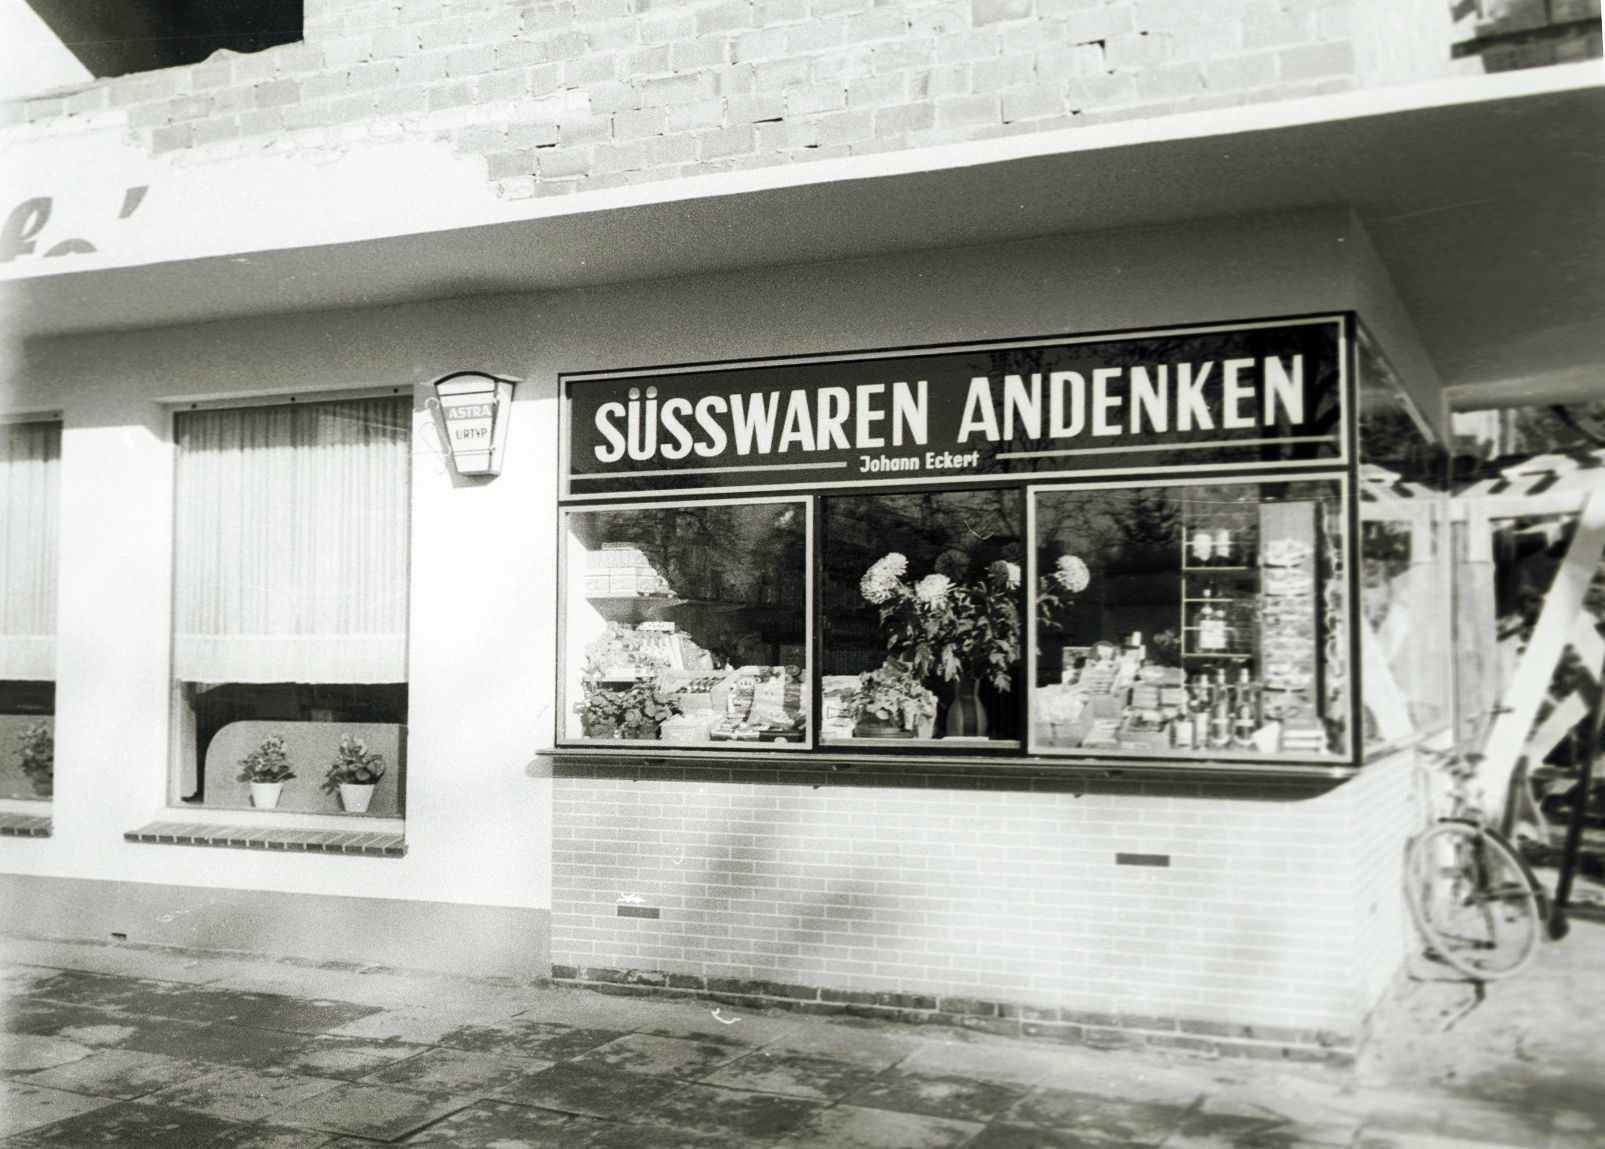 ASTRA
URTYP
SÜSSWAREN ANDENKEN
Johann Eckert